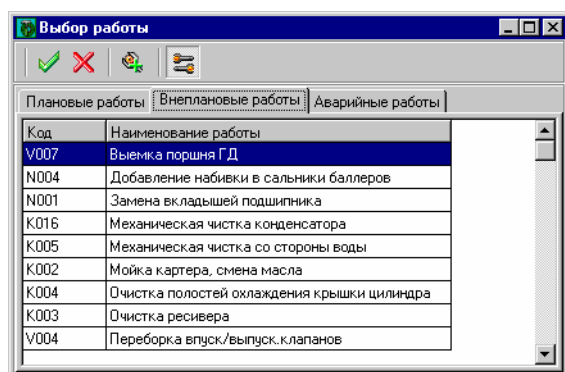 Выбор работы
Плановые работы Внеплановые работы Аварийные работы
Код Наименование работы
V007 Выемка поршня ГД
N004 Добавление набивки в сальники баллеров
N001 Замена вкладышей подшипника
K016 Механическая чистка конденсатора
K005 Механическая чистка со стороны воды
K002 Мойка картера, смена масла
K004 Очистка полостей охлаждения крышки цилиндра
K003 Очистка ресивера
V004 Переборка впуск/выпуск.клапанов